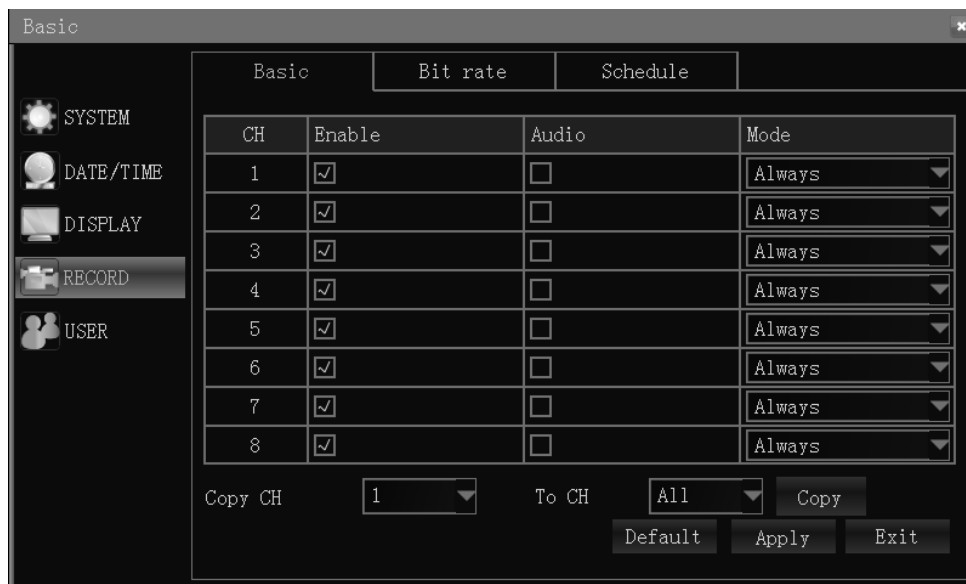 Basic
Basic Bit rate Schedule
SYSTEM
DATE/TIME
DISPLAY
RECORD
USER
CH Enable Audio Mode
1 Always
2 Always
3 Always
4 Always
5 Always
6 Always
7 Always
8 Always
Copy CH 1 To CH All Copy
Default Apply Exit